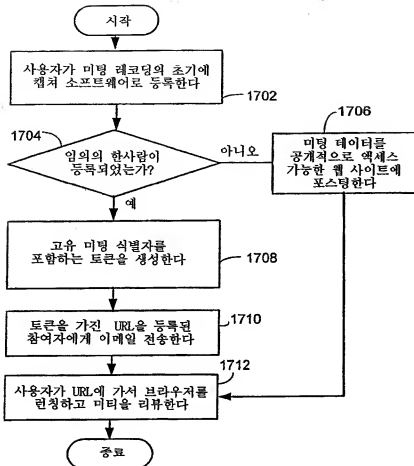 시작
사용자가 미팅 레코딩의 초기에
캡쳐 소프트웨어로 등록한다
1702
1704
임의의 한사람이
등록되었는가?
아니오
1706
미팅 데이터를
공개적으로 액세스
가능한 웹 사이트에
포스팅한다
예
고유 미팅 식별자를
포함하는 토큰을 생성한다
1708
토큰을 가진 URL을 등록된
참여자에게 이메일 전송한다
1710
1712
사용자가 URL에 가서 브라우저를
런칭하고 미티을 리뷰한다
종료